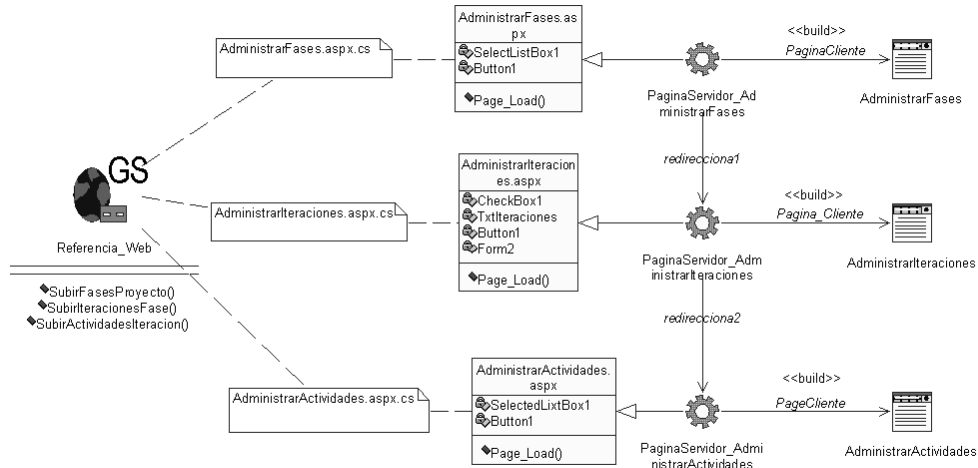 AdministrarFases.aspx.cs
AdministrarFases.as
px
SelectListBox1
Button1
Page_Load()
PaginaServidor_Ad
ministrarFases
<<build>>
PaginaCliente
AdministrarFases
redirecciona1
GS
Referencia_Web
SubirFasesProyecto()
SubirIteracionesFase()
SubirActividadesIteracion()
AdministrarIteraciones.aspx.cs
AdministrarIteracion
es.aspx
CheckBox1
TxtIteraciones
Button1
Form2
Page_Load()
PaginaServidor_Adm
inistrarIteraciones
<<build>>
Pagina_Cliente
AdministrarIteraciones
redirecciona2
AdministrarActividades.aspx.cs
AdministrarActividades.
aspx
SelectedLixtBox1
Button1
Page_Load()
PaginaServidor_Admi
nistrarActividades
<<build>>
PageCliente
AdministrarActividades